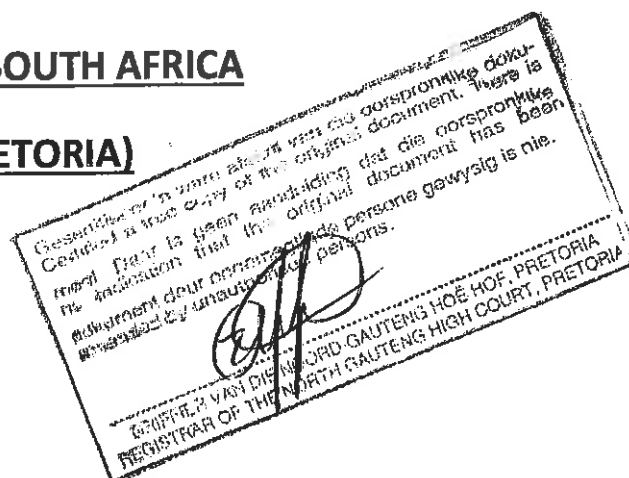 SOUTH AFRICA
ETORIA)
Gesertifiseer 'n ware afskrif van die oorspronklike doku-
Certified a true copy of the original document. There is
ment. Daar is geen aanduiding dat die oorspronklike
no indication that the original document has been
dokument deur ongemagtigde persone gewysig is nie.
amended by unauthorised persons.
GRIFFIER VAN DIE NOORD-GAUTENG HOË HOF, PRETORIA
REGISTRAR OF THE NORTH GAUTENG HIGH COURT, PRETORIA